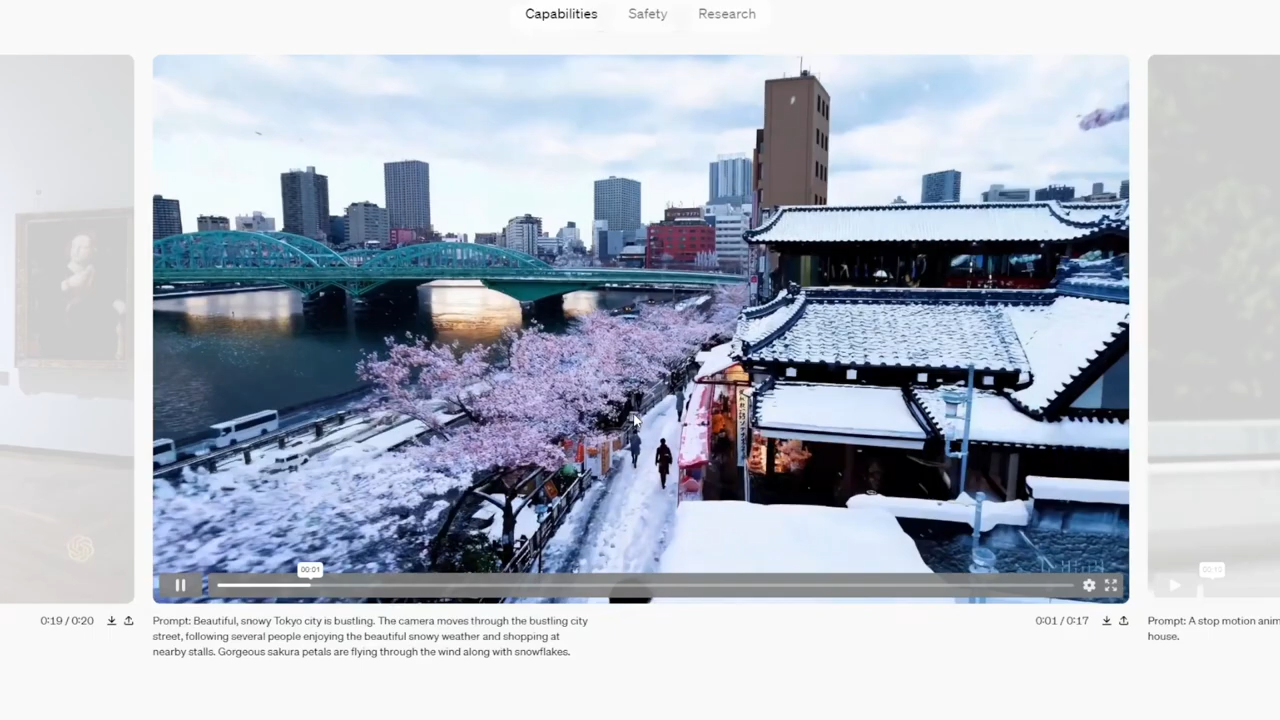 Capabilities Safety Research
00:01
00:13
0:19 / 0:20
Prompt: Beautiful, snowy Tokyo city is bustling. The camera moves through the bustling city
street, following several people enjoying the beautiful snowy weather and shopping at
nearby stalls. Gorgeous sakura petals are flying through the wind along with snowflakes.
0:01 / 0:17
Prompt: A stop motion anim
house.